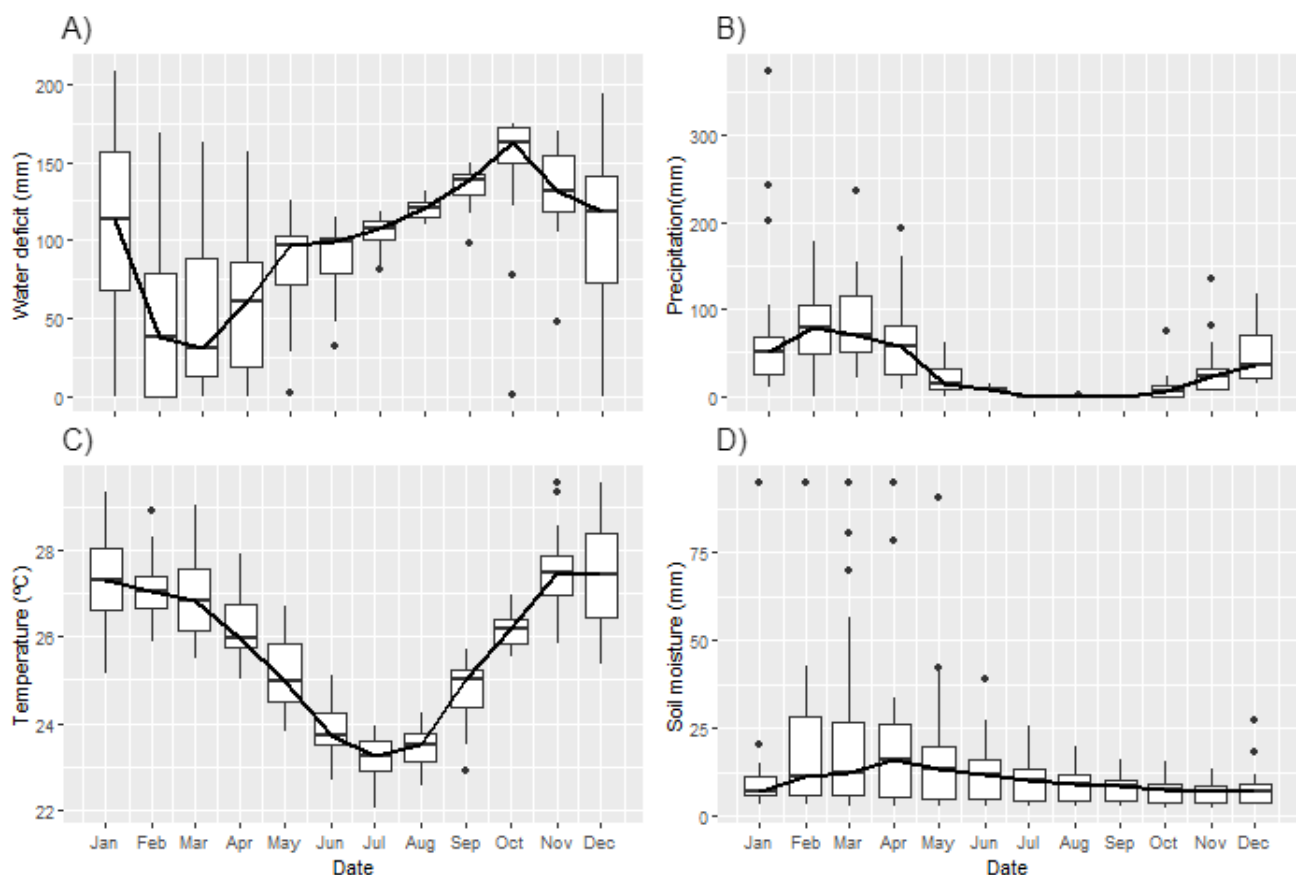 A)
Water deficit (mm)
200
150
100
50
0
B)
Precipitation(mm)
300
200
100
0
C)
Temperature (ºC)
28
26
24
22
Jan Feb Mar Apr May Jun Jul Aug Sep Oct Nov Dec
Date
D)
Soil moisture (mm)
75
50
25
0
Jan Feb Mar Apr May Jun Jul Aug Sep Oct Nov Dec
Date